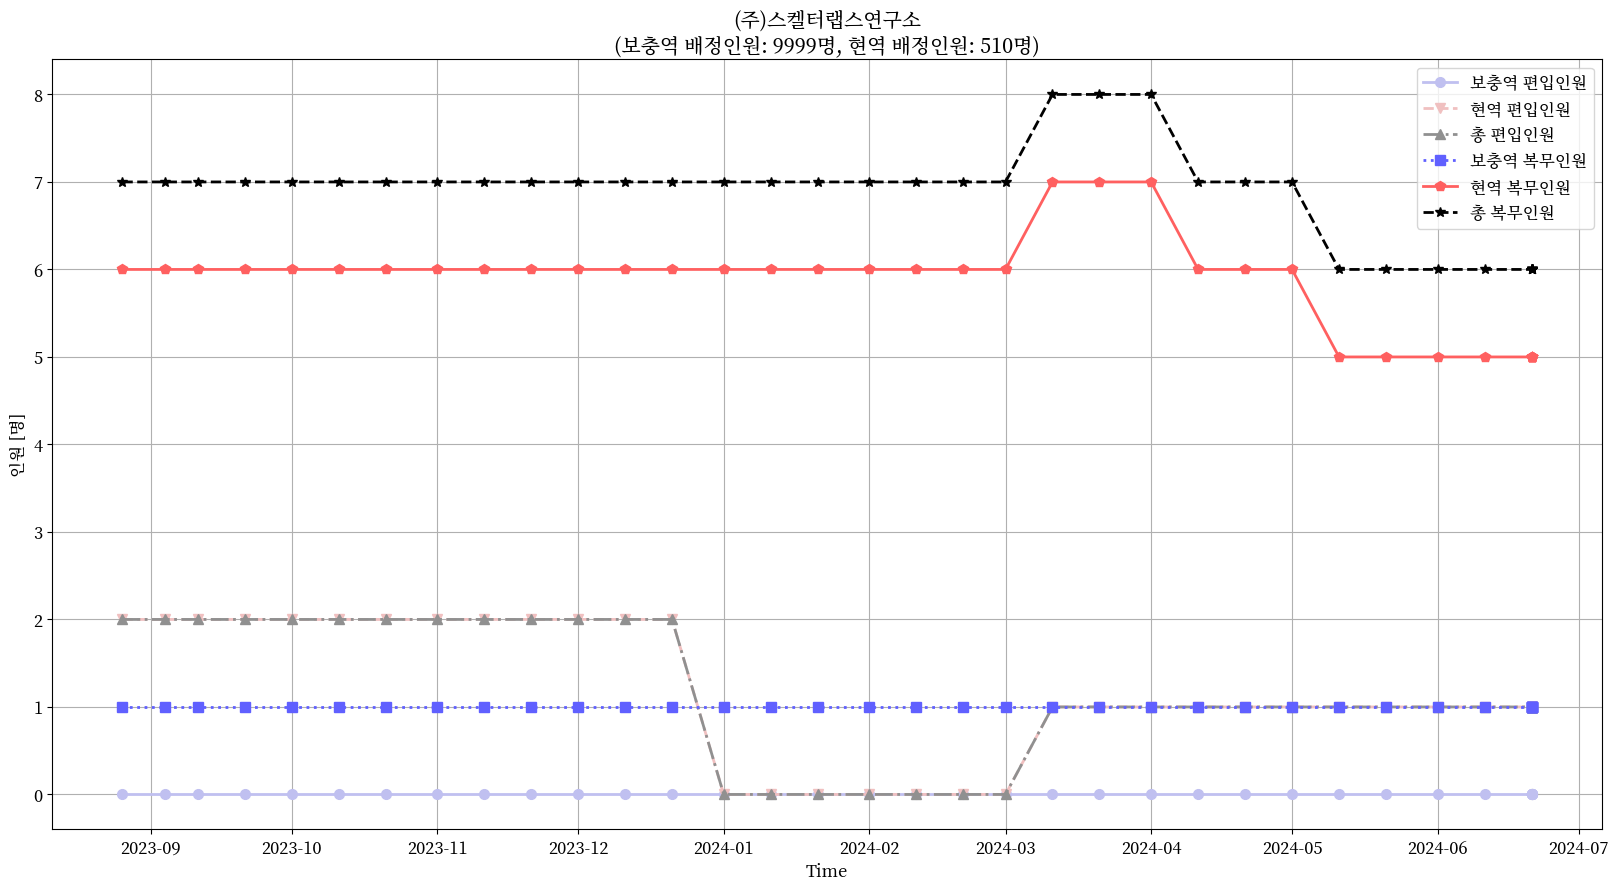 (주)스켈터랩스연구소
(보충역 배정인원: 9999명, 현역 배정인원: 510명)
보충역 편입인원
현역 편입인원
총 편입인원
보충역 복무인원
현역 복무인원
총 복무인원
8
7
6
5
4
3
2
1
0
인원 [명]
2023-09 2023-10 2023-11 2023-12 2024-01 2024-02 2024-03 2024-04 2024-05 2024-06 2024-07
Time